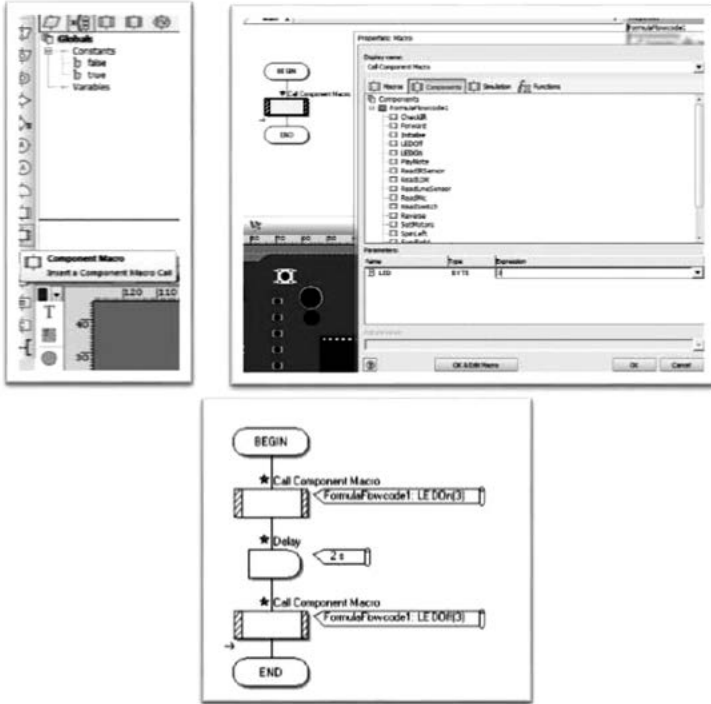 Globals
Constants
false
true
Variables
Component Macro
Insert a Component Macro Call
120 110
T
40
30
FormulaFlowcode1
Properties: Macro
Display name:
Call Component Macro
Macros Components Simulation Functions
Components
FormulaFlowcode1
CheckIR
Forward
Initialise
LEDOff
LEDOn
PlayNote
ReadIRSensor
ReadLDR
ReadLineSensor
ReadMic
ReadSwitch
Reverse
SetMotors
SpinLeft
Parameters:
Name Type Expression
LED BYTE
OK & Edit Macro OK Cancel
BEGIN
Call Component Macro
END
BEGIN
Call Component Macro
FormulaFlowcode1: LEDOn(3)
Delay
2 s
Call Component Macro
FormulaFlowcode1: LEDOff(3)
END